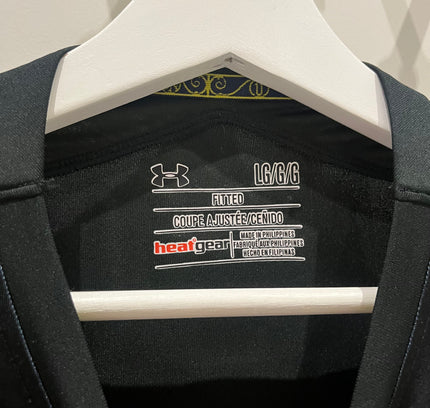 LG/G/G
FITTED
COUPE AJUSTÉE/CEÑIDO
heatgear
MADE IN PHILIPPINES
FABRIQUÉ AUX PHILIPPINES
HECHO EN FILIPINAS